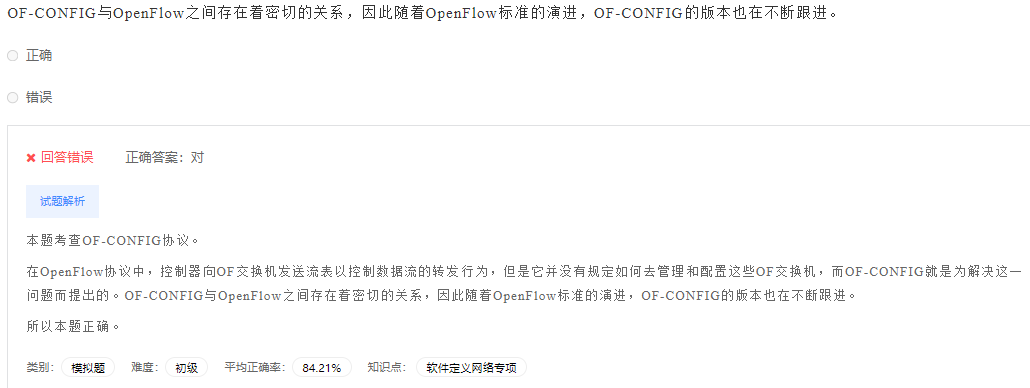 OF-CONFIG与OpenFlow之间存在着密切的关系，因此随着OpenFlow标准的演进，OF-CONFIG的版本也在不断跟进。
正确
错误
✖ 回答错误 正确答案：对
试题解析
本题考查OF-CONFIG协议。
在OpenFlow协议中，控制器向OF交换机发送流表以控制数据流的转发行为，但是它并没有规定如何去管理和配置这些OF交换机，而OF-CONFIG就是为解决这一
问题而提出的。OF-CONFIG与OpenFlow之间存在着密切的关系，因此随着OpenFlow标准的演进，OF-CONFIG的版本也在不断跟进。
所以本题正确。
类别： 模拟题 难度： 初级 平均正确率： 84.21% 知识点： 软件定义网络专项